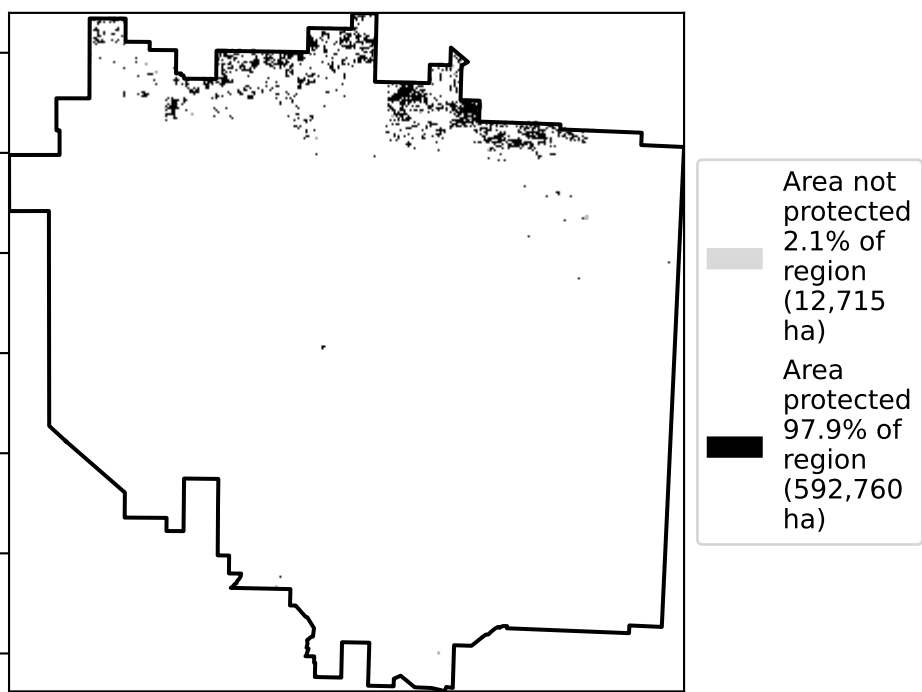 Area not
protected
2.1% of
region
(12,715
ha)
Area
protected
97.9% of
region
(592,760
ha)